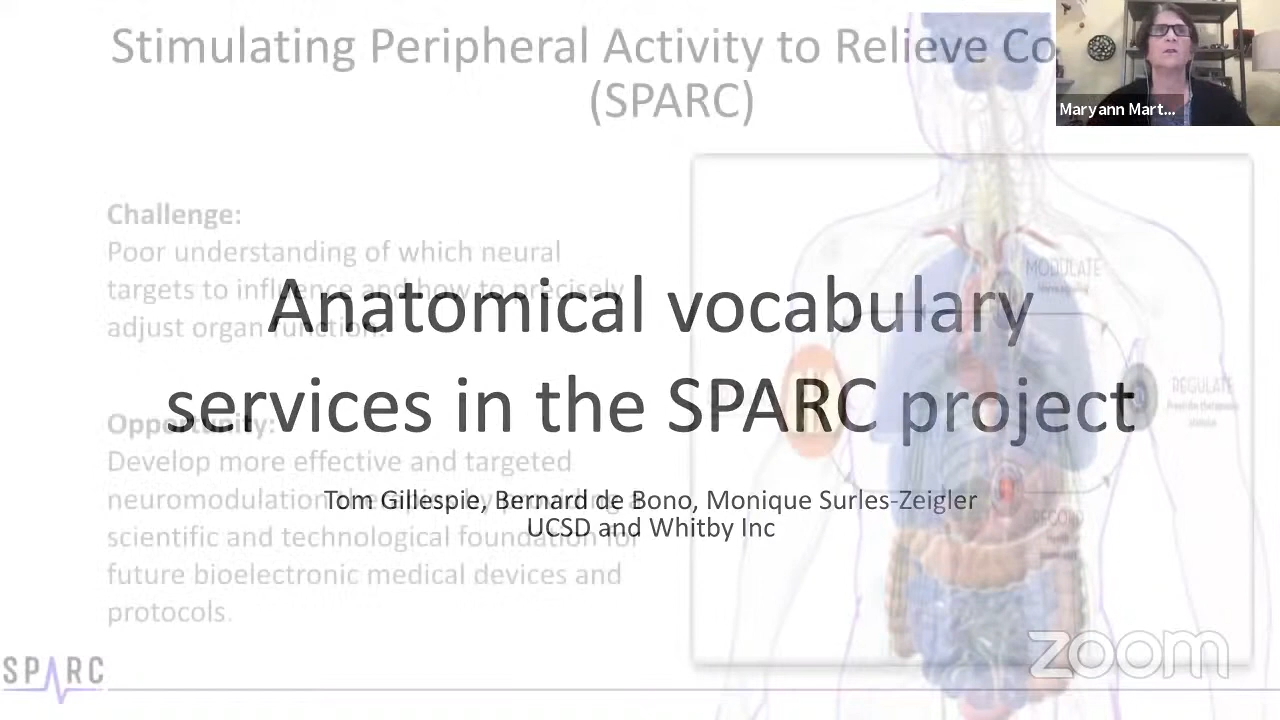 Stimulating Peripheral Activity to Relieve Co
(SPARC)
Maryann Mart...
Challenge:
Poor understanding of which neural
targets to influence and how to precisely
adjust organ function.
Anatomical vocabulary
services in the SPARC project
Tom Gillespie, Bernard de Bono, Monique Surles-Zeigler
UCSD and Whitby Inc
Opportunity:
Develop more effective and targeted
neuromodulation
scientific and technological foundation for
future bioelectronic medical devices and
protocols.
MODULATE
REGULATE
RECORD
SPARC
zoom